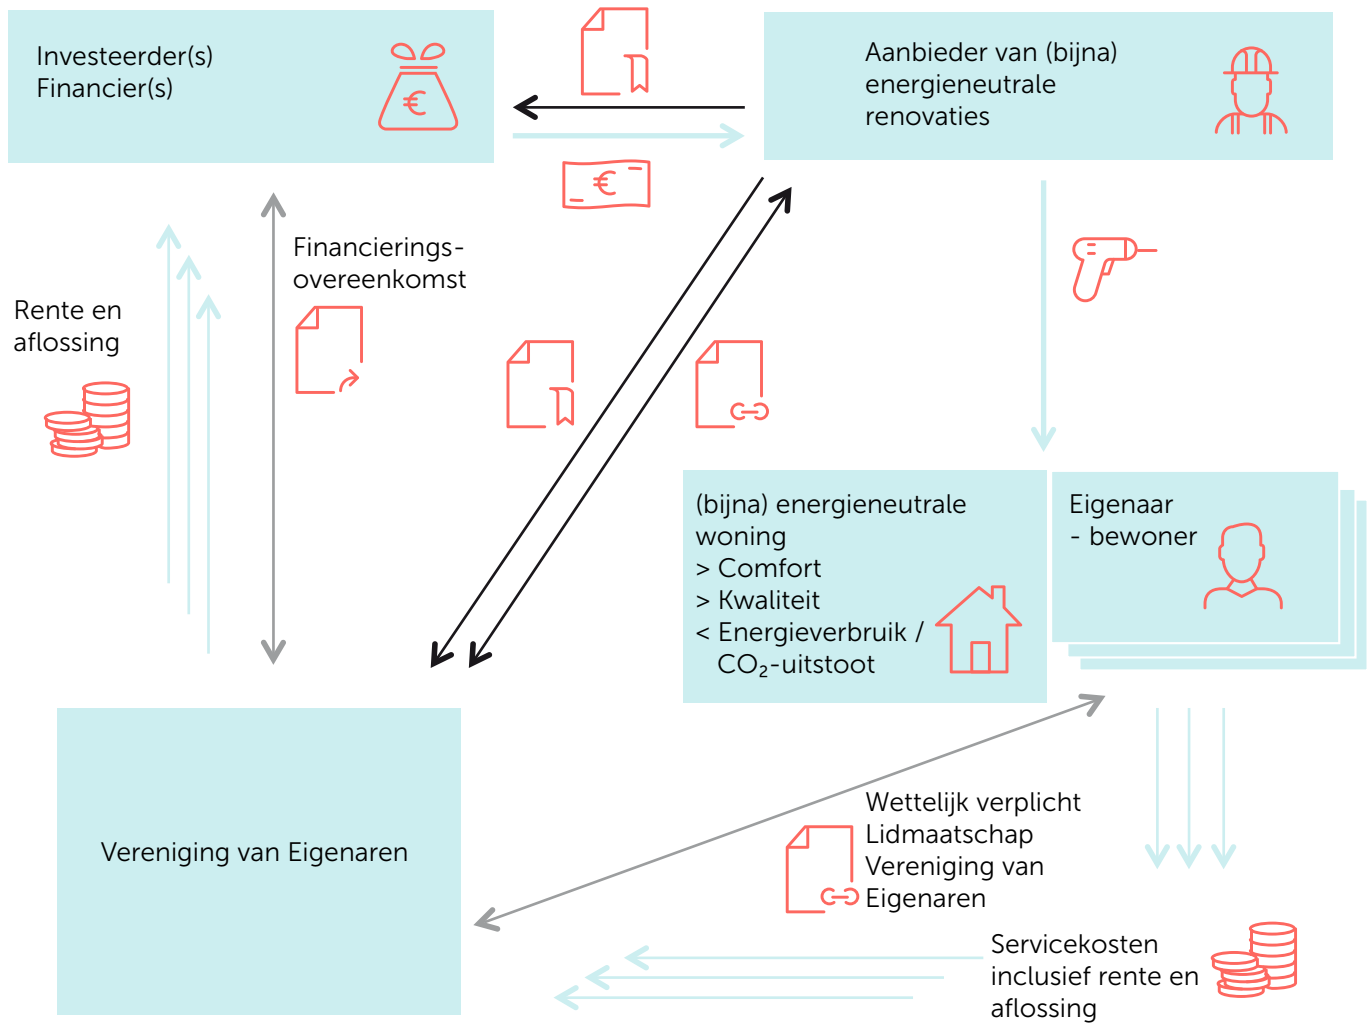 Investeerder(s)
Financier(s)
€
Aanbieder van (bijna)
energieneutrale
renovaties
€
Financierings-
overeenkomst
Rente en
aflossing
(bijna) energieneutrale
woning
> Comfort
> Kwaliteit
< Energieverbruik /
CO₂-uitstoot
Eigenaar
- bewoner
Vereniging van Eigenaren
Wettelijk verplicht
Lidmaatschap
Vereniging van
Eigenaren
Servicekosten
inclusief rente en
aflossing